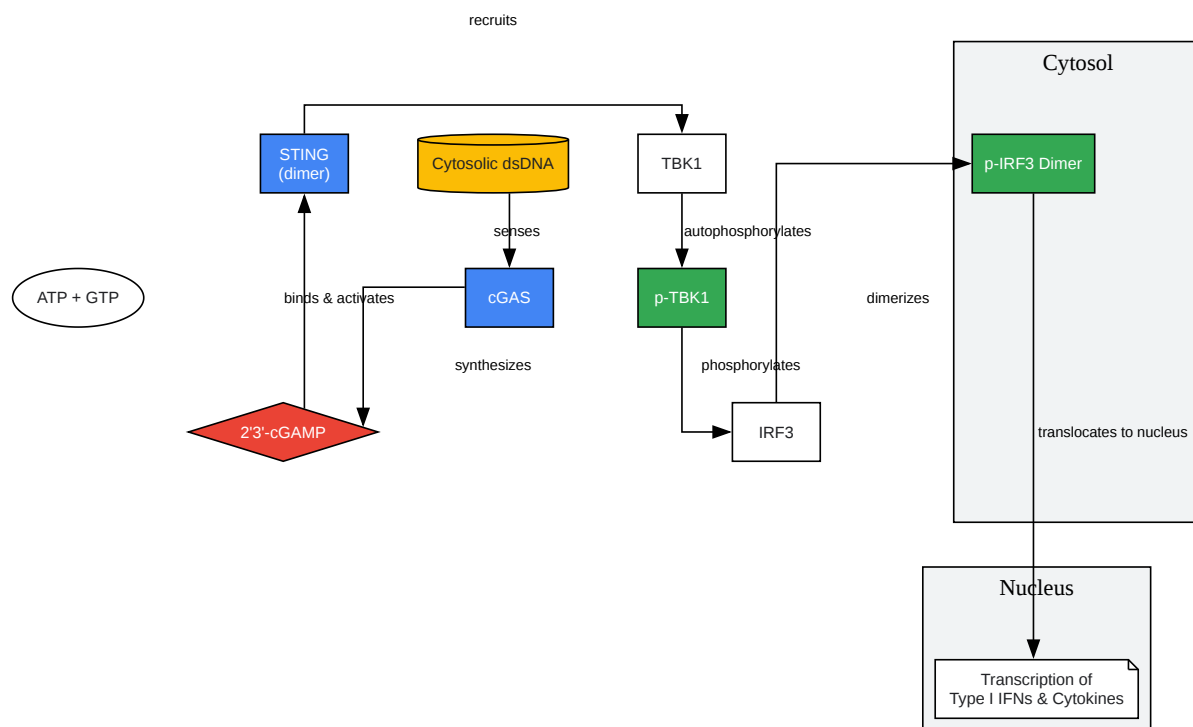 recruits
Cytosol
STING
(dimer)
Cytosolic dsDNA
TBK1
p-IRF3 Dimer
senses
autophosphorylates
ATP + GTP
binds & activates
cGAS
p-TBK1
dimerizes
synthesizes
phosphorylates
2'3'-cGAMP
IRF3
translocates to nucleus
Nucleus
Transcription of
Type I IFNs & Cytokines